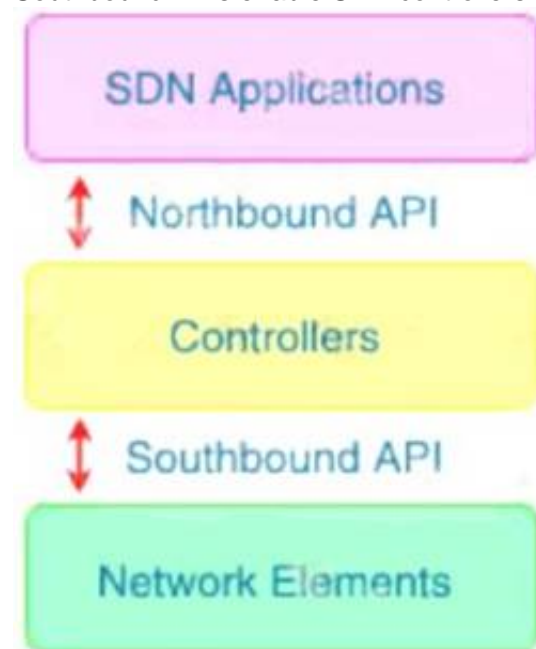 SDN Applications
Northbound API
Controllers
Southbound API
Network Elements